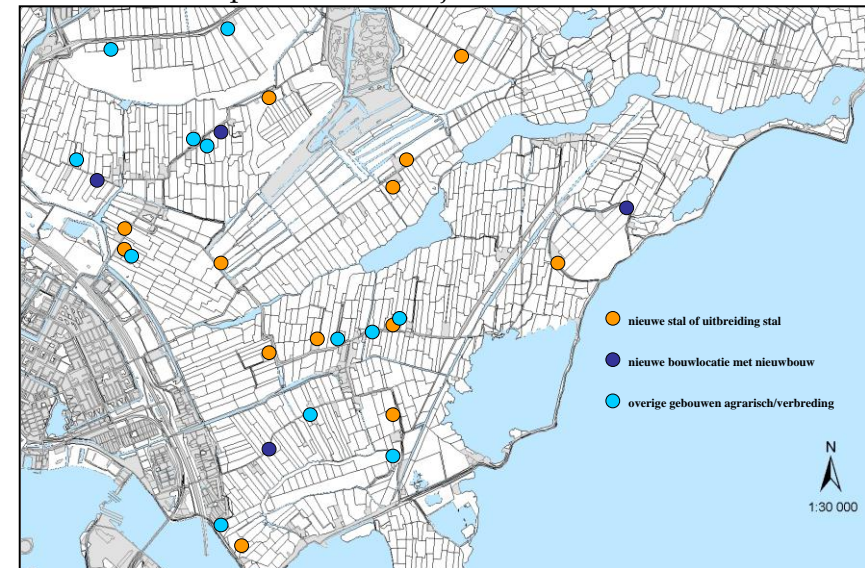 nieuwe stal of uitbreiding stal
nieuwe bouwlocatie met nieuwbouw
overige gebouwen agrarisch/verbreding
N
1:30 000